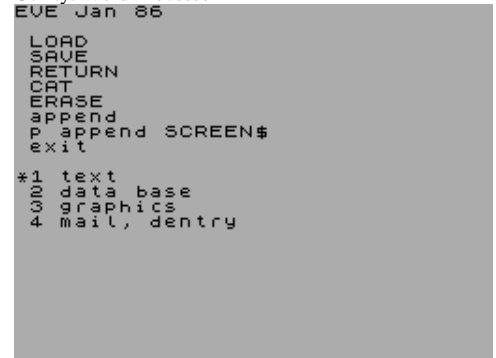 EVE Jan 86
LOAD
SAVE
RETURN
CAT
ERASE
append
p append SCREEN$
exit
*1 text
2 data base
3 graphics
4 mail, dentry